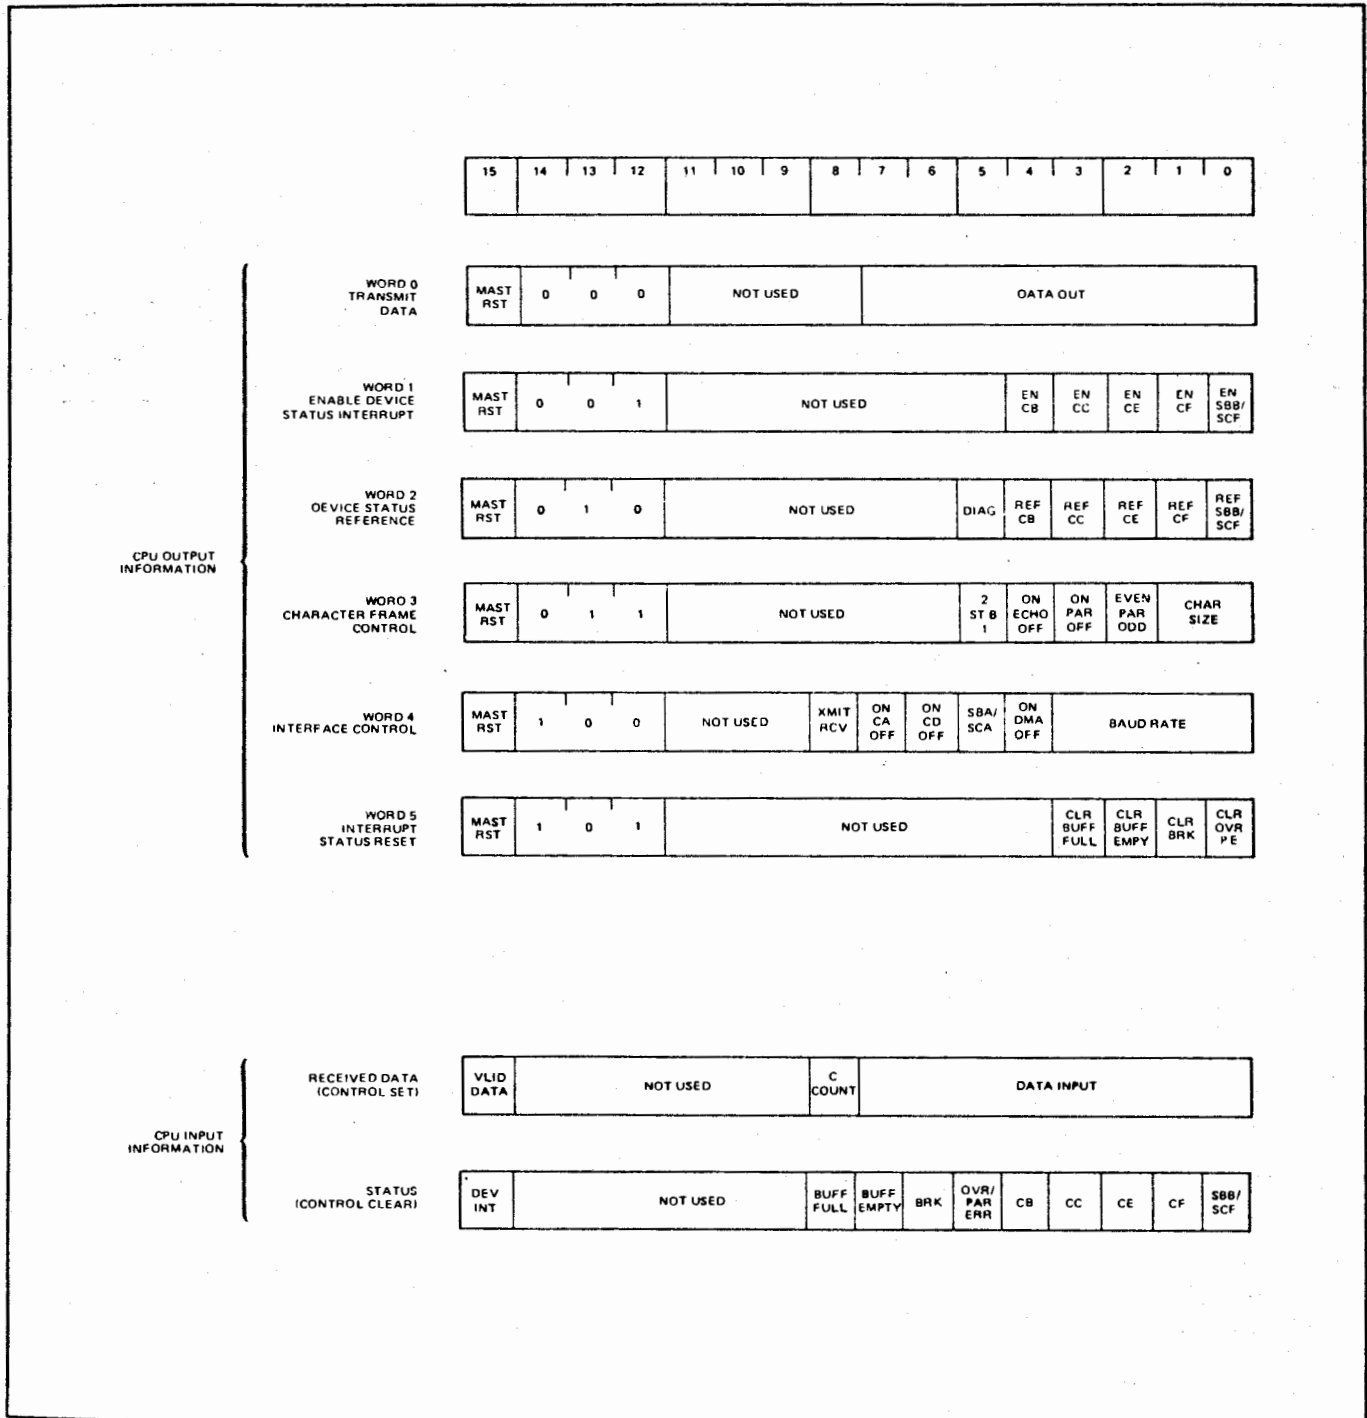 15 14 13 12 11 10 9 8 7 6 5 4 3 2 1 0
CPU OUTPUT
INFORMATION
WORD 0
TRANSMIT
DATA
MAST
RST
0 0 0
NOT USED
OATA OUT
WORD 1
ENABLE DEVICE
STATUS INTERRUPT
MAST
RST
0 0 1
NOT USED
EN
CB
EN
CC
EN
CE
EN
CF
EN
SBB/
SCF
WORD 2
OEVICE STATUS
REFERENCE
MAST
RST
0 1 0
NOT USED
DIAG
REF
CB
REF
CC
REF
CE
REF
CF
REF
SBB/
SCF
WORO 3
CHARACTER FRAME
CONTROL
MAST
RST
0 1 1
NOT USED
2
ST B
1
ON
ECHO
OFF
ON
PAR
OFF
EVEN
PAR
ODD
CHAR
SIZE
WORD 4
INTERFACE CONTROL
MAST
RST
1 0 0
NOT USED
XMIT
RCV
ON
CA
OFF
ON
CD
OFF
SBA/
SCA
ON
DMA
OFF
BAUD RATE
WORD 5
INTERRUPT
STATUS RESET
MAST
RST
1 0 1
NOT USED
CLR
BUFF
FULL
CLR
BUFF
EMPY
CLR
BRK
CLR
OVR
PE
CPU INPUT
INFORMATION
RECEIVED DATA
(CONTROL SET)
VLID
DATA
NOT USED
C
COUNT
DATA INPUT
STATUS
(CONTROL CLEAR)
DEV
INT
NOT USED
BUFF
FULL
BUFF
EMPTY
BRK
OVR/
PAR
ERR
CB
CC
CE
CF
SBB/
SCF